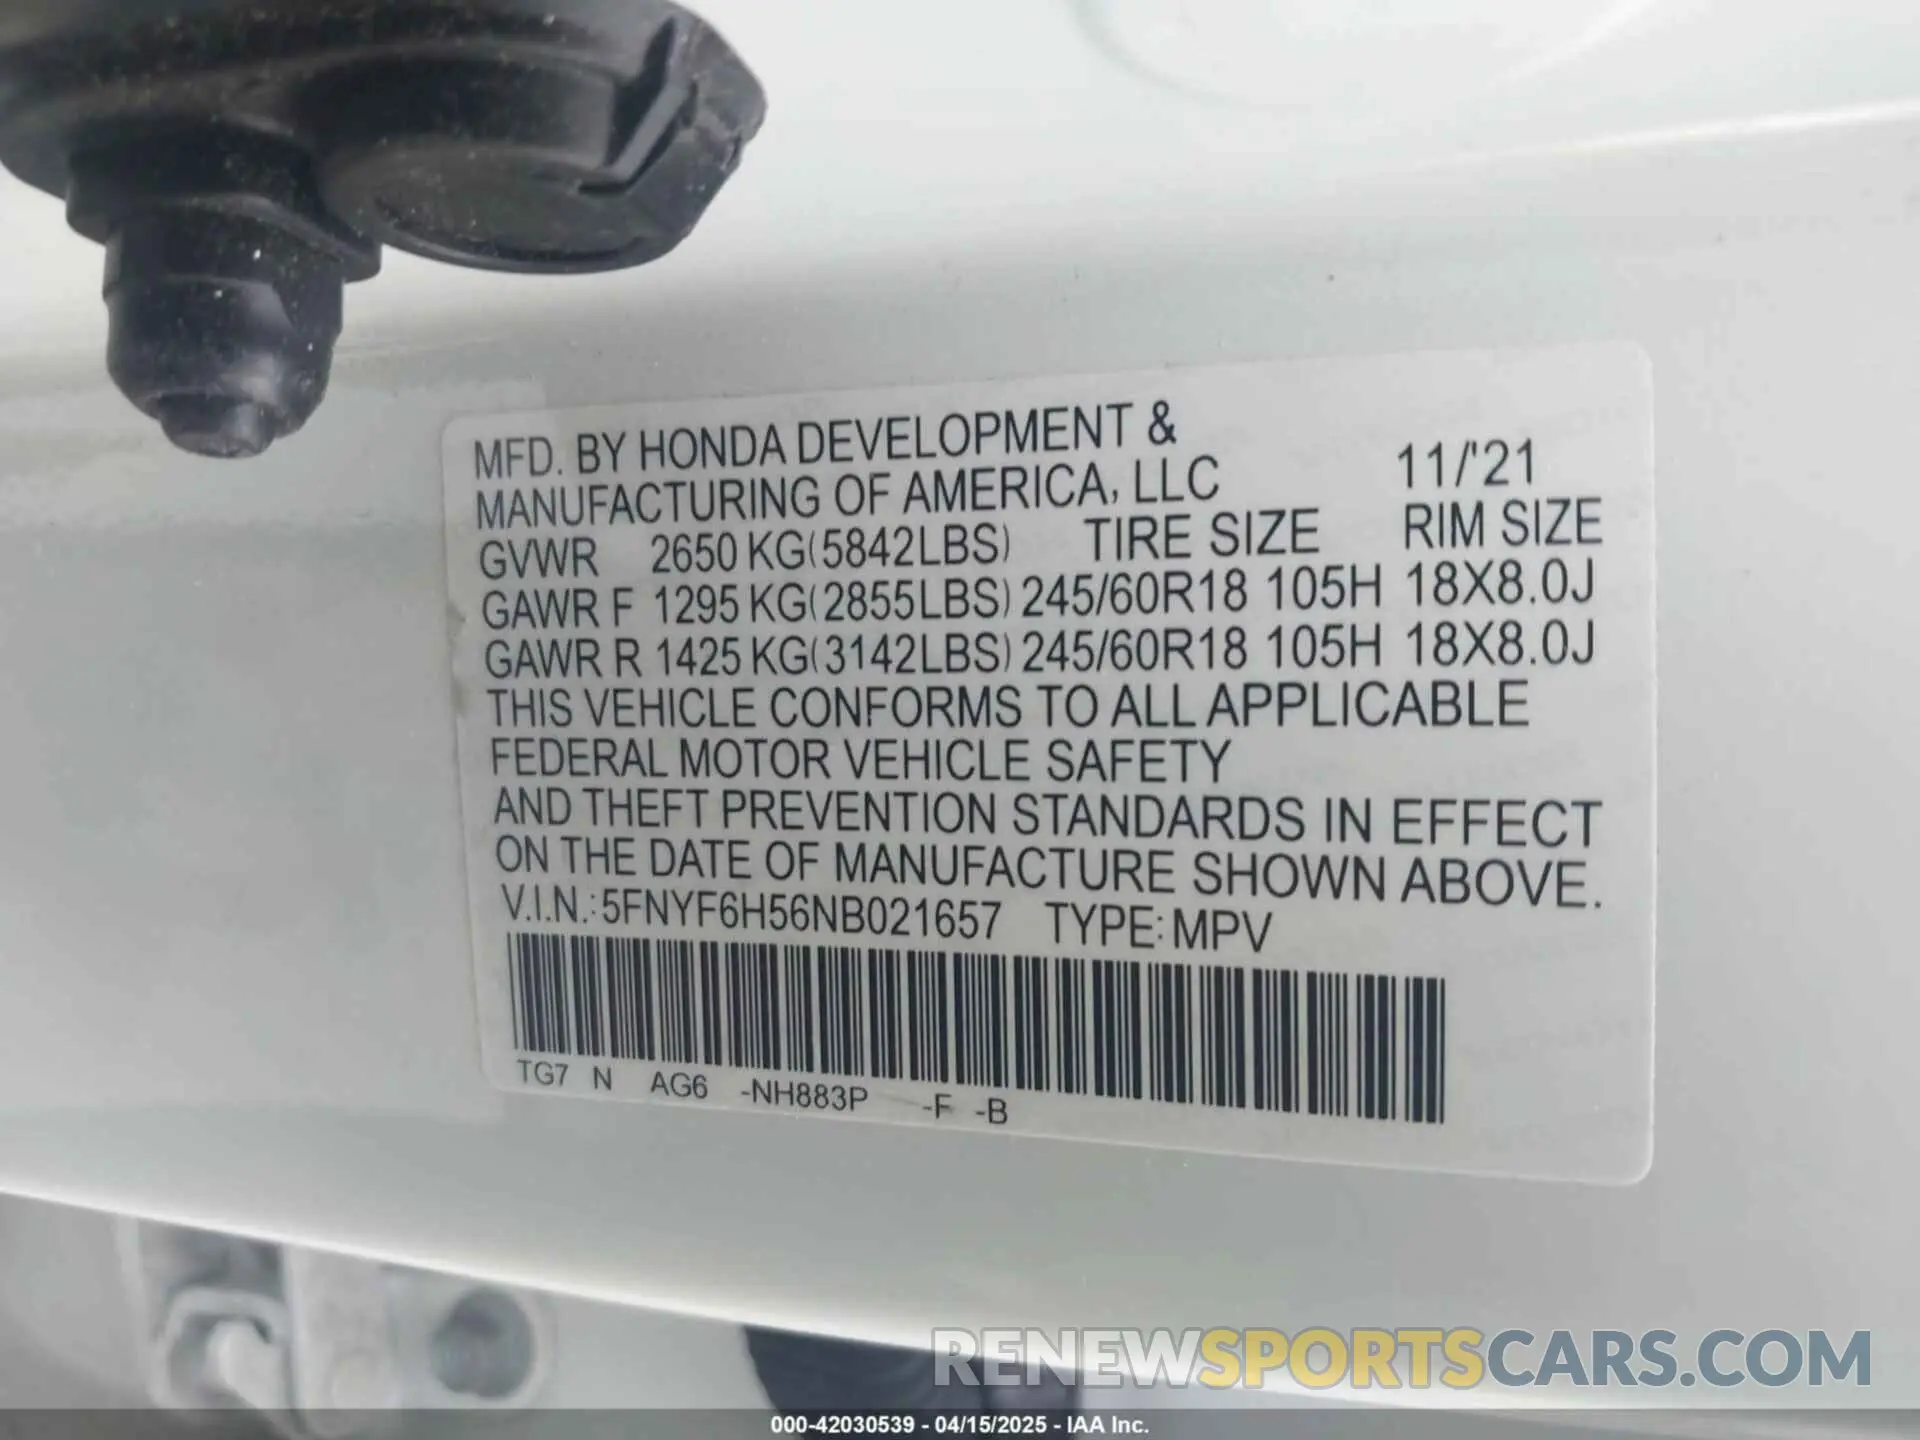 MFD. BY HONDA DEVELOPMENT &
MANUFACTURING OF AMERICA, LLC 11/'21
GVWR 2650 KG(5842LBS) TIRE SIZE RIM SIZE
GAWR F 1295 KG(2855LBS) 245/60R18 105H 18X8.0J
GAWR R 1425 KG(3142LBS) 245/60R18 105H 18X8.0J
THIS VEHICLE CONFORMS TO ALL APPLICABLE
FEDERAL MOTOR VEHICLE SAFETY
AND THEFT PREVENTION STANDARDS IN EFFECT
ON THE DATE OF MANUFACTURE SHOWN ABOVE.
V.I.N.: 5FNYF6H56NB021657 TYPE: MPV
TG7 N AG6 -NH883P -F -B
RENEWSPORTSCARS.COM
000-42030539 - 04/15/2025 - IAA Inc.